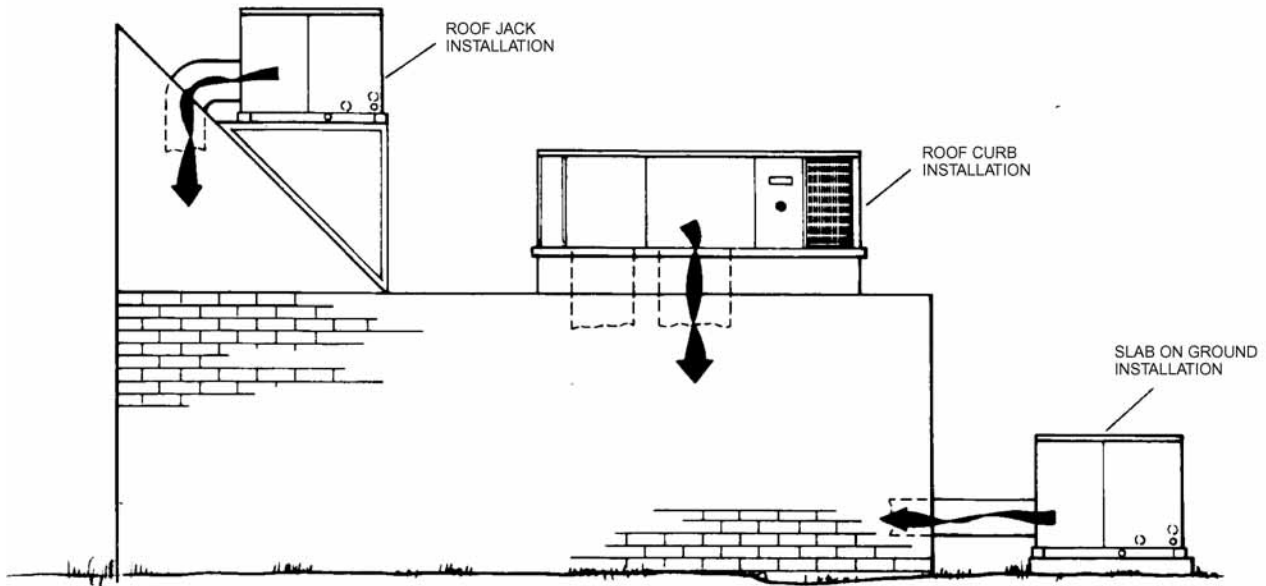 ROOF JACK
INSTALLATION
ROOF CURB
INSTALLATION
SLAB ON GROUND
INSTALLATION